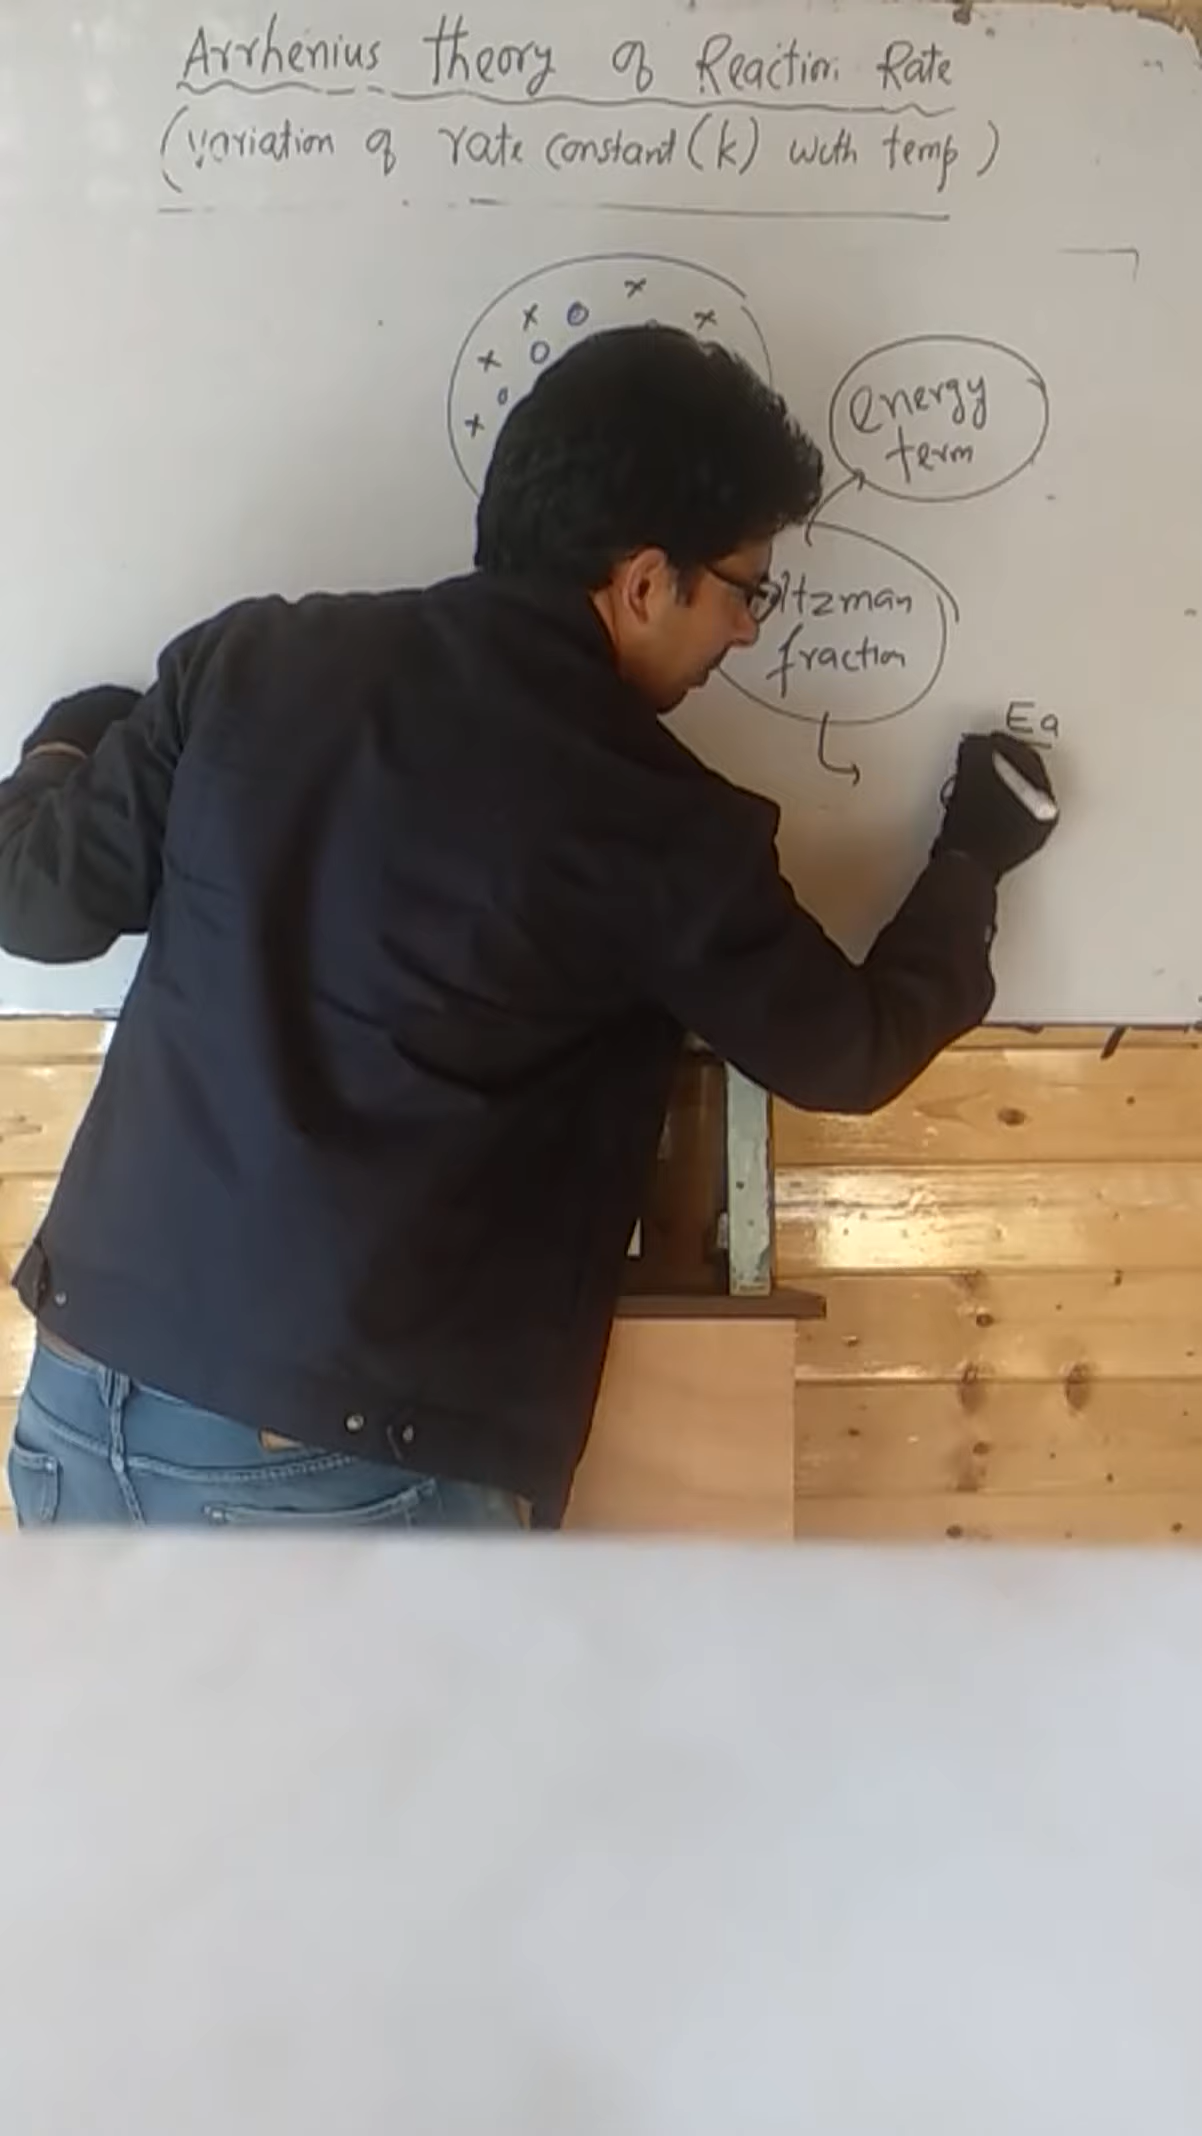 Arrhenius theory of Reaction Rate
(variation of rate constant (k) with temp)
energy
term
ltzman
fraction
Ea